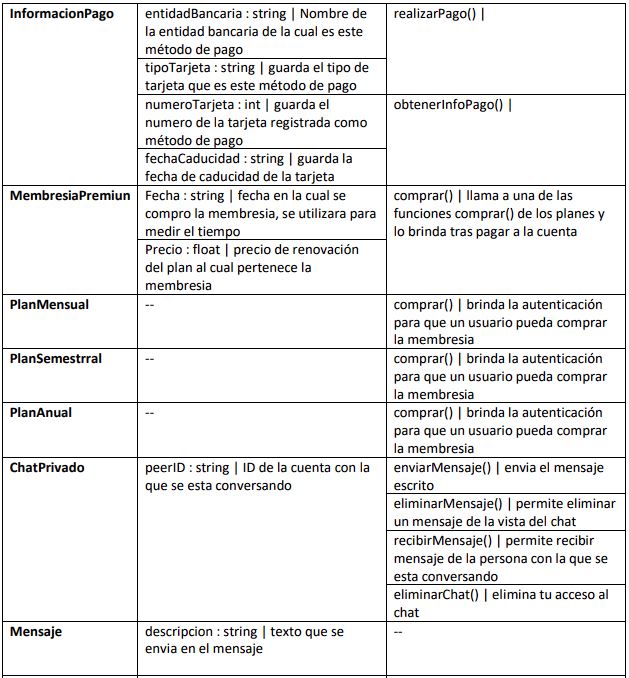 InformacionPago
entidadBancaria : string | Nombre de
la entidad bancaria de la cual es este
método de pago
tipoTarjeta : string | guarda el tipo de
tarjeta que es este método de pago
numeroTarjeta : int | guarda el
numero de la tarjeta registrada como
método de pago
fechaCaducidad : string | guarda la
fecha de caducidad de la tarjeta
realizarPago() |
obtenerInfoPago() |
MembresiaPremiun
Fecha : string | fecha en la cual se
compro la membresia, se utilizara para
medir el tiempo
Precio : float | precio de renovación
del plan al cual pertenece la
membresia
comprar() | llama a una de las
funciones comprar() de los planes y
lo brinda tras pagar a la cuenta
PlanMensual
--
comprar() | brinda la autenticación
para que un usuario pueda comprar
la membresia
PlanSemestrral
--
comprar() | brinda la autenticación
para que un usuario pueda comprar
la membresia
PlanAnual
--
comprar() | brinda la autenticación
para que un usuario pueda comprar
la membresia
ChatPrivado
peerID : string | ID de la cuenta con la
que se esta conversando
enviarMensaje() | envia el mensaje
escrito
eliminarMensaje() | permite eliminar
un mensaje de la vista del chat
recibirMensaje() | permite recibir
mensaje de la persona con la que se
esta conversando
eliminarChat() | elimina tu acceso al
chat
Mensaje
descripcion : string | texto que se
envia en el mensaje
--